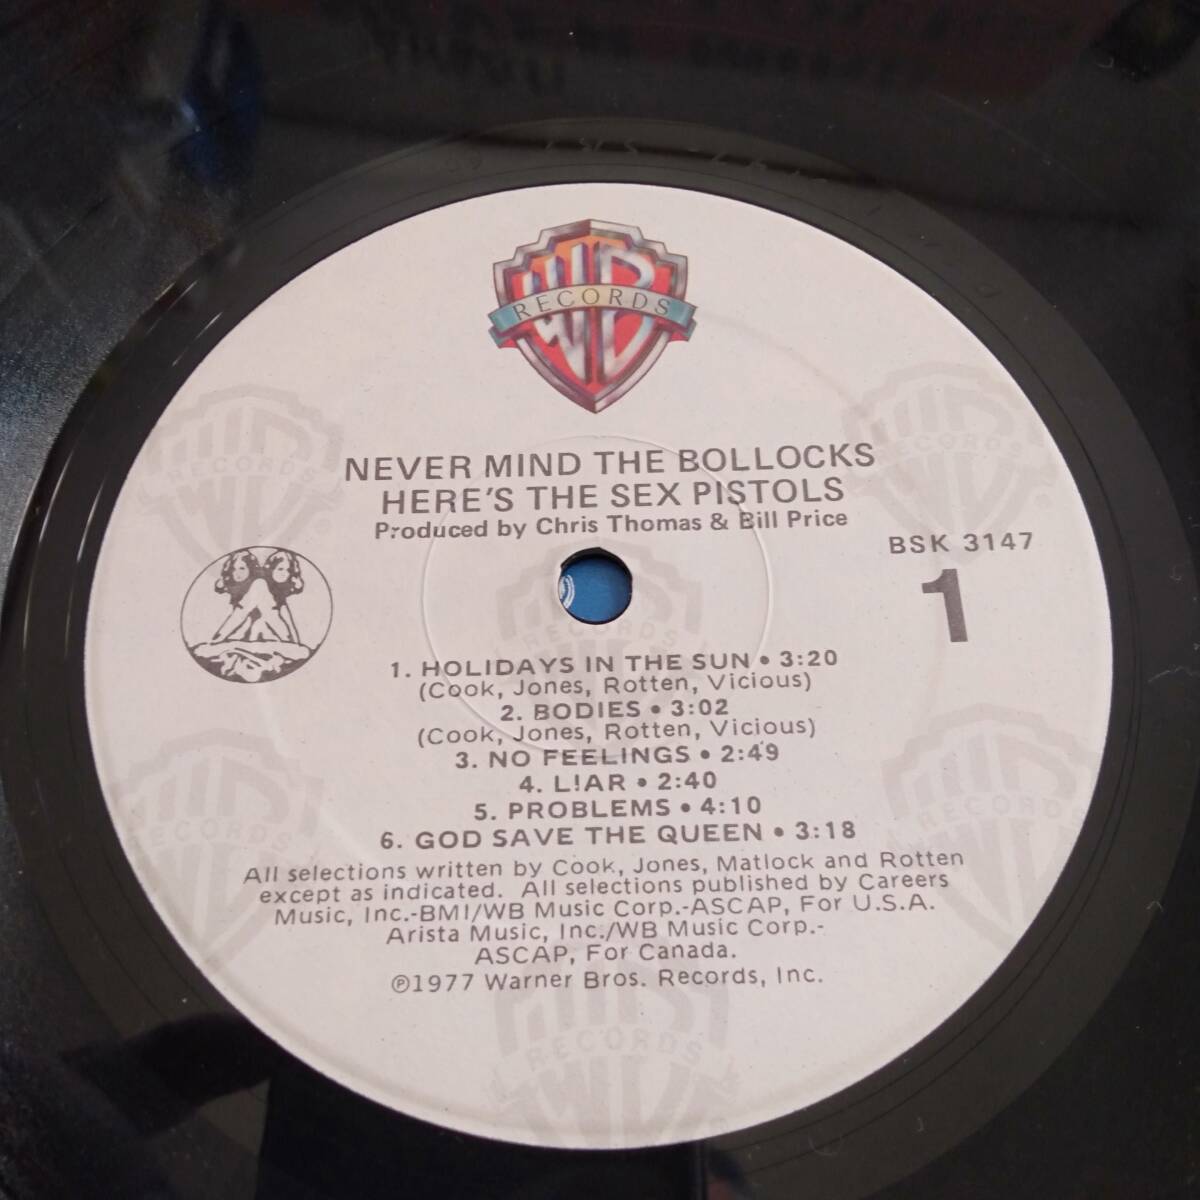 RECORDS
WB
NEVER MIND THE BOLLOCKS
HERE'S THE SEX PISTOLS
Produced by Chris Thomas & Bill Price
BSK 3147
1
1. HOLIDAYS IN THE SUN • 3:20
(Cook, Jones, Rotten, Vicious)
2. BODIES • 3:02
(Cook, Jones, Rotten, Vicious)
3. NO FEELINGS • 2:49
4. L!AR • 2:40
5. PROBLEMS • 4:10
6. GOD SAVE THE QUEEN • 3:18
All selections written by Cook, Jones, Matlock and Rotten
except as indicated. All selections published by Careers
Music, Inc.-BMI/WB Music Corp.-ASCAP, For U.S.A.
Arista Music, Inc./WB Music Corp.-
ASCAP, For Canada.
℗1977 Warner Bros. Records, Inc.